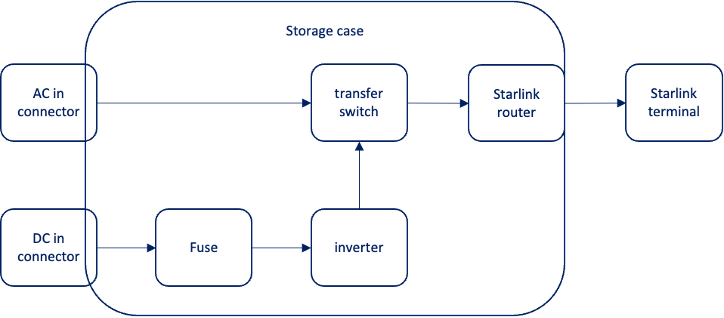 Storage case
AC in
connector
transfer
switch
Starlink
router
Starlink
terminal
DC in
connector
Fuse
inverter